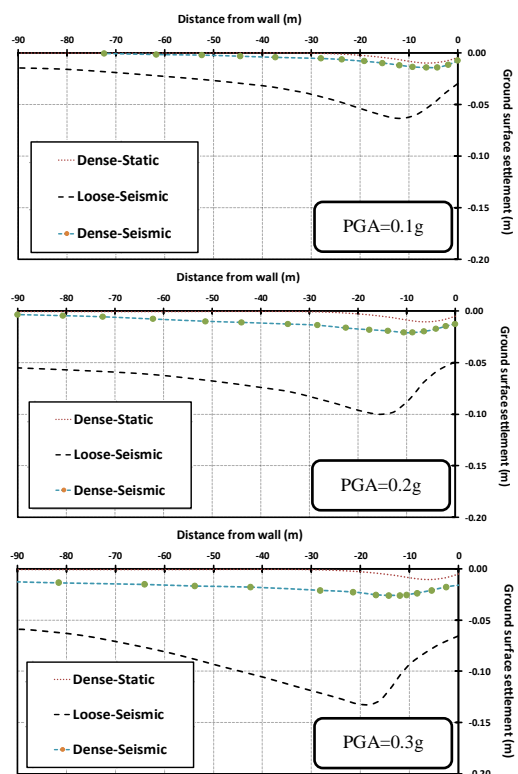 Distance from wall (m)
-90 -80 -70 -60 -50 -40 -30 -20 -10 0
0.00
-0.05
-0.10
-0.15
-0.20
Ground surface settlement (m)
Dense-Static
Loose-Seismic
Dense-Seismic
PGA=0.1g
Distance from wall (m)
-90 -80 -70 -60 -50 -40 -30 -20 -10 0
0.00
-0.05
-0.10
-0.15
-0.20
Ground surface settlement (m)
Dense-Static
Loose-Seismic
Dense-Seismic
PGA=0.2g
Distance from wall (m)
-90 -80 -70 -60 -50 -40 -30 -20 -10 0
0.00
-0.05
-0.10
-0.15
-0.20
Ground surface settlement (m)
Dense-Static
Loose-Seismic
Dense-Seismic
PGA=0.3g